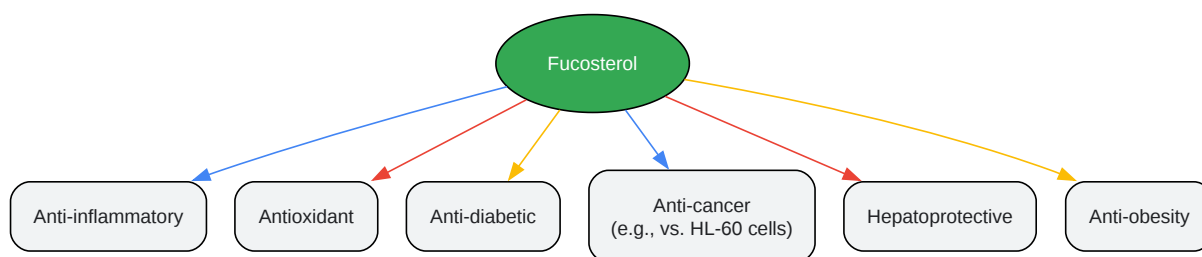 Fucosterol
Anti-inflammatory
Antioxidant
Anti-diabetic
Anti-cancer
(e.g., vs. HL-60 cells)
Hepatoprotective
Anti-obesity